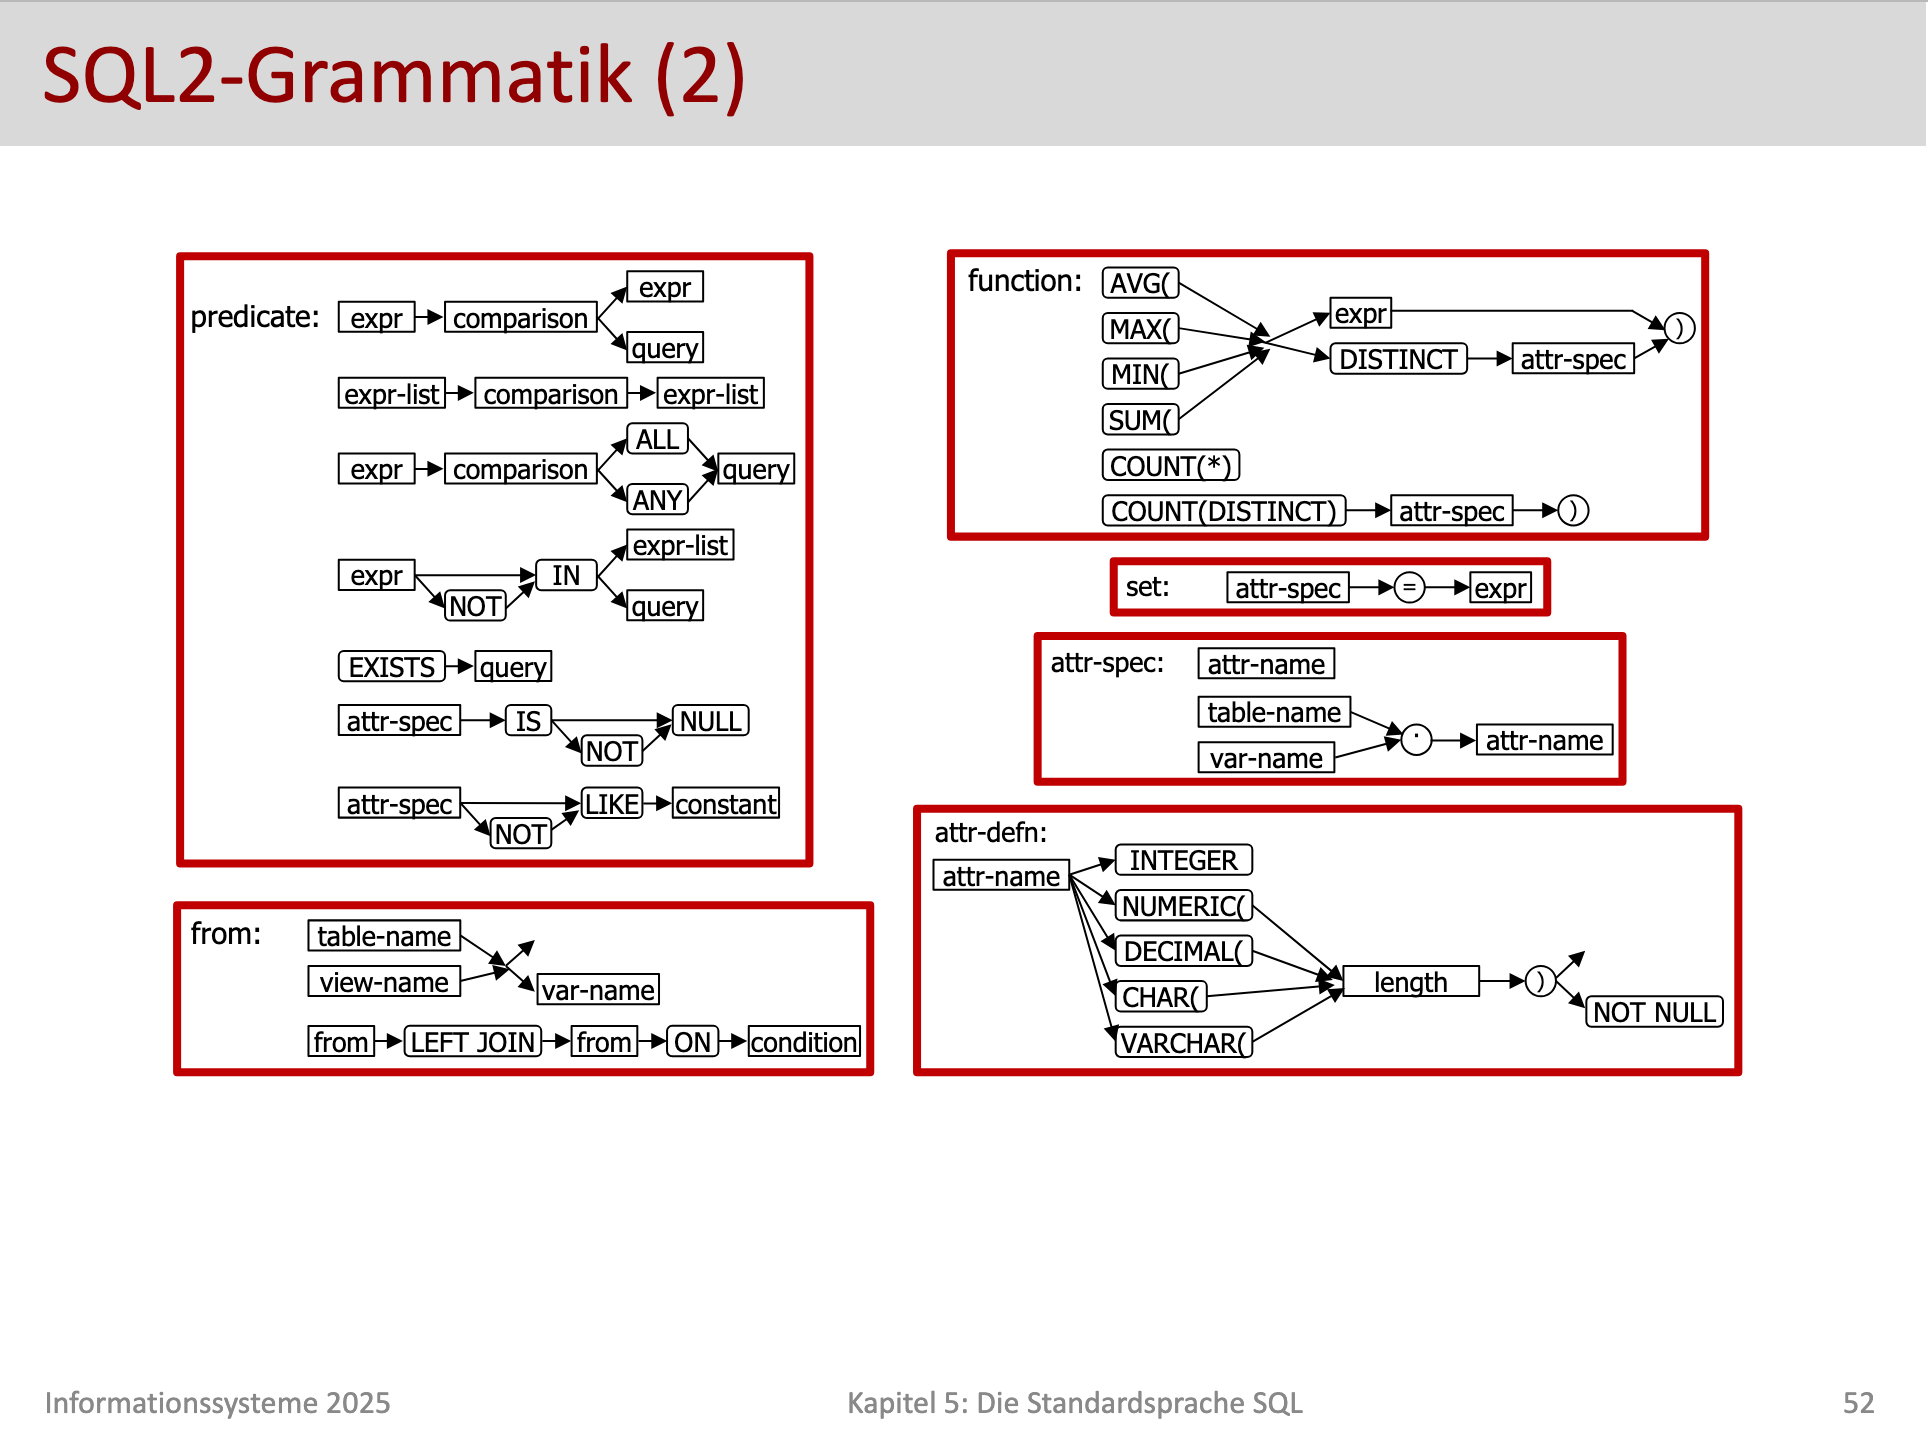 SQL2-Grammatik (2)
predicate:
expr
comparison
expr
query
expr-list
comparison
expr-list
expr
comparison
ALL
ANY
query
expr
NOT
IN
expr-list
query
EXISTS
query
attr-spec
IS
NOT
NULL
attr-spec
NOT
LIKE
constant
from:
table-name
view-name
var-name
from
LEFT JOIN
from
ON
condition
function:
AVG(
MAX(
MIN(
SUM(
expr
DISTINCT
attr-spec
)
COUNT(*)
COUNT(DISTINCT)
attr-spec
)
set:
attr-spec
=
expr
attr-spec:
attr-name
table-name
var-name
.
attr-name
attr-defn:
attr-name
INTEGER
NUMERIC(
DECIMAL(
CHAR(
VARCHAR(
length
)
NOT NULL
Informationssysteme 2025
Kapitel 5: Die Standardsprache SQL
52